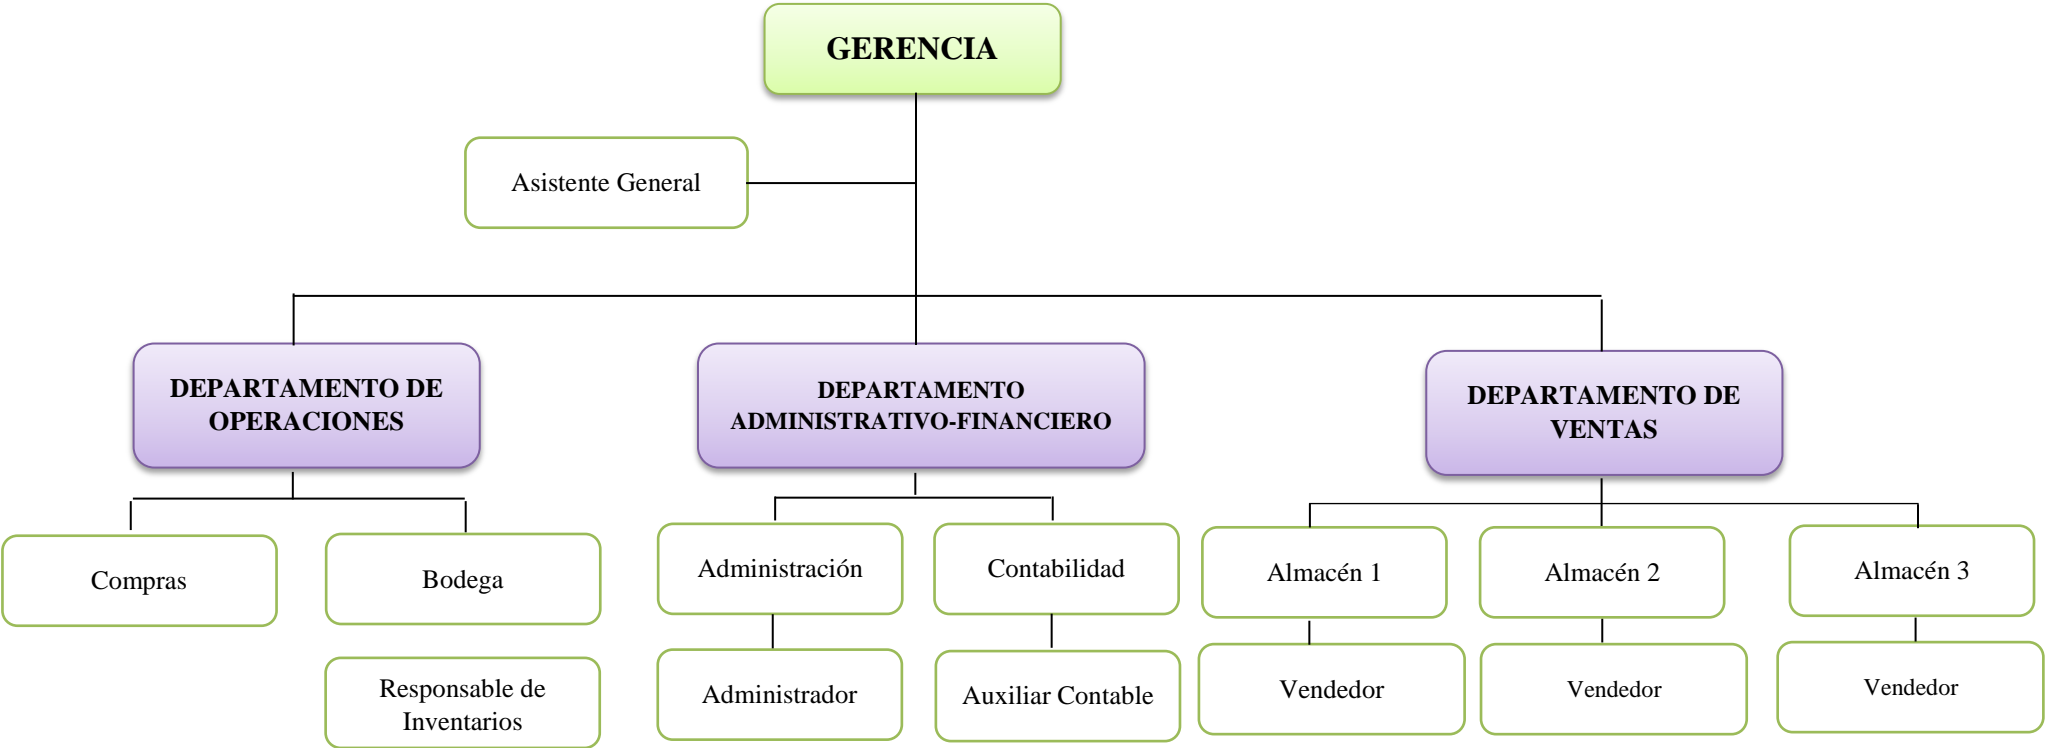 GERENCIA
Asistente General
DEPARTAMENTO DE
OPERACIONES
DEPARTAMENTO
ADMINISTRATIVO-FINANCIERO
DEPARTAMENTO DE
VENTAS
Compras
Bodega
Administración
Contabilidad
Almacén 1
Almacén 2
Almacén 3
Responsable de
Inventarios
Administrador
Auxiliar Contable
Vendedor
Vendedor
Vendedor